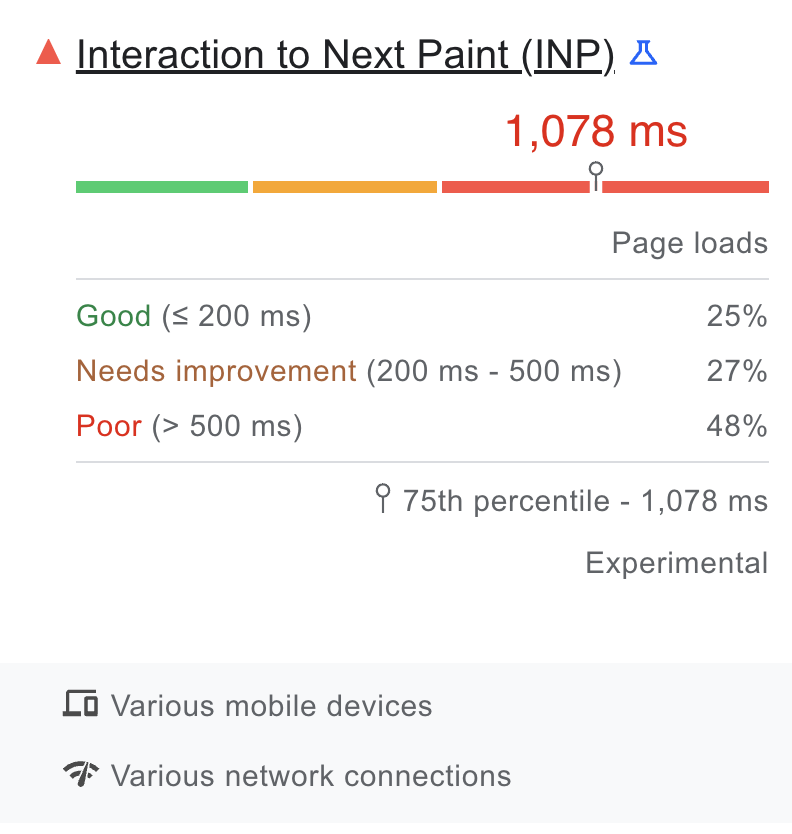 Interaction to Next Paint (INP)
1,078 ms
Page loads
Good (≤ 200 ms) 25%
Needs improvement (200 ms - 500 ms) 27%
Poor (> 500 ms) 48%
75th percentile - 1,078 ms
Experimental
Various mobile devices
Various network connections